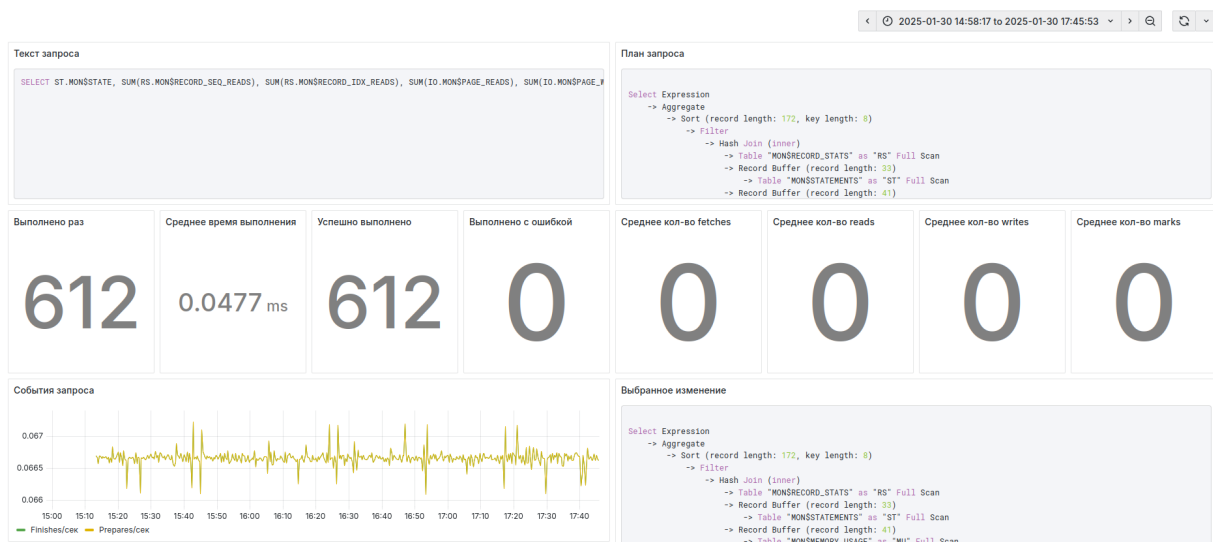 2025-01-30 14:58:17 to 2025-01-30 17:45:53
Текст запроса
SELECT ST.MON$STATE, SUM(RS.MON$RECORD_SEQ_READS), SUM(RS.MON$RECORD_IDX_READS), SUM(IO.MON$PAGE_READS), SUM(IO.MON$PAGE_W
План запроса
Select Expression
-> Aggregate
-> Sort (record length: 172, key length: 8)
-> Filter
-> Hash Join (inner)
-> Table "MON$RECORD_STATS" as "RS" Full Scan
-> Record Buffer (record length: 33)
-> Table "MON$STATEMENTS" as "ST" Full Scan
-> Record Buffer (record length: 41)
Выполнено раз
612
Среднее время выполнения
0.0477 ms
Успешно выполнено
612
Выполнено с ошибкой
0
Среднее кол-во fetches
0
Среднее кол-во reads
0
Среднее кол-во writes
0
Среднее кол-во marks
0
События запроса
0.067
0.0665
0.066
15:00 15:10 15:20 15:30 15:40 15:50 16:00 16:10 16:20 16:30 16:40 16:50 17:00 17:10 17:20 17:30 17:40
Finishes/сек Prepares/сек
Выбранное изменение
Select Expression
-> Aggregate
-> Sort (record length: 172, key length: 8)
-> Filter
-> Hash Join (inner)
-> Table "MON$RECORD_STATS" as "RS" Full Scan
-> Record Buffer (record length: 33)
-> Table "MON$STATEMENTS" as "ST" Full Scan
-> Record Buffer (record length: 41)
-> Table "MON$MEMORY_USAGE" as "MU" Full Scan